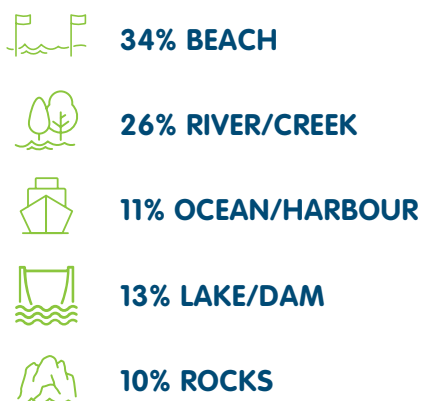 34% BEACH
26% RIVER/CREEK
11% OCEAN/HARBOUR
13% LAKE/DAM
10% ROCKS